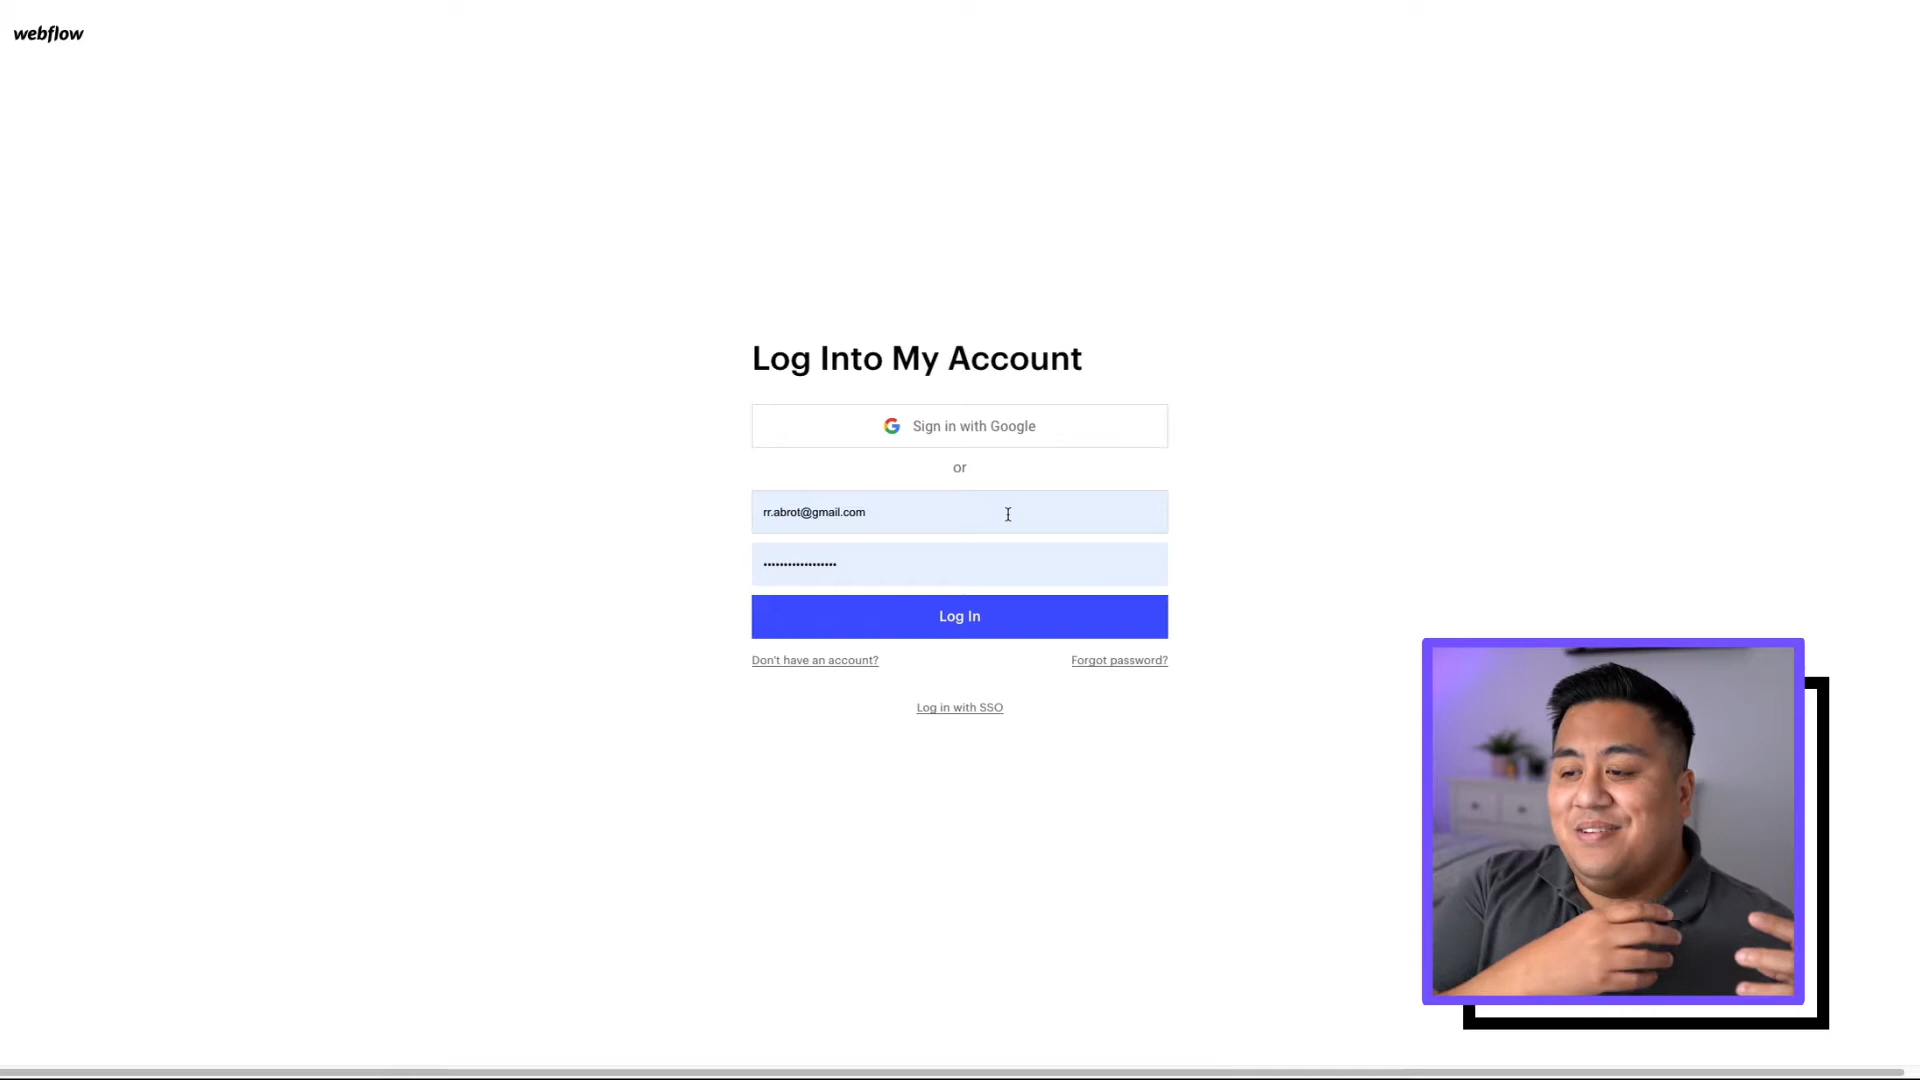 webflow
Log Into My Account
Sign in with Google
or
rr.abrot@gmail.com
••••••••••••••••••
Log In
Don't have an account?
Forgot password?
Log in with SSO